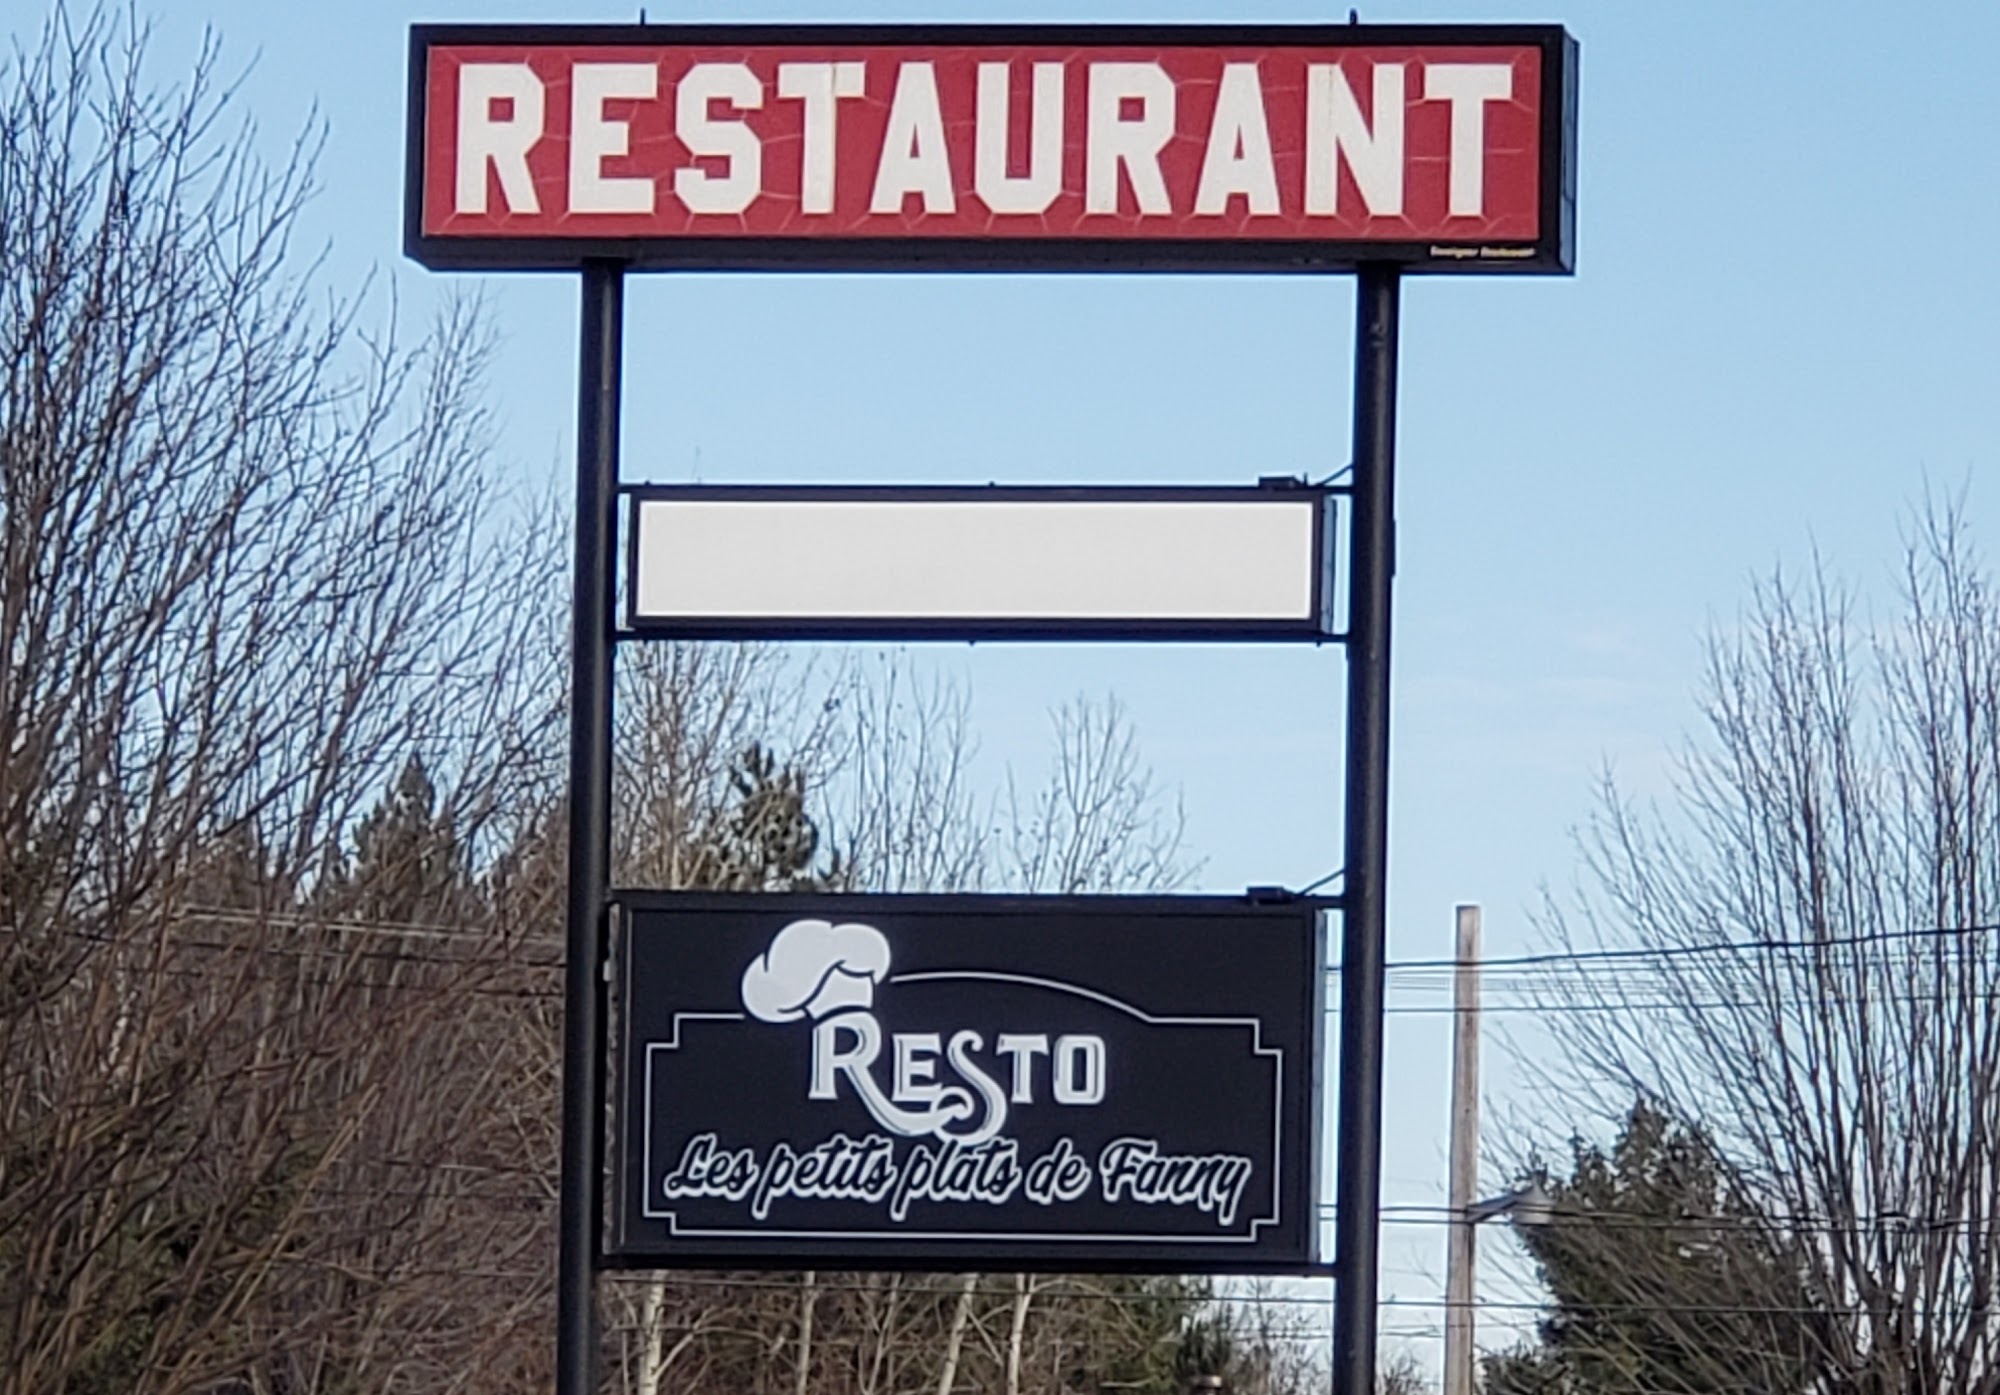 RESTAURANT
RESTO
Les petits plats de Fanny